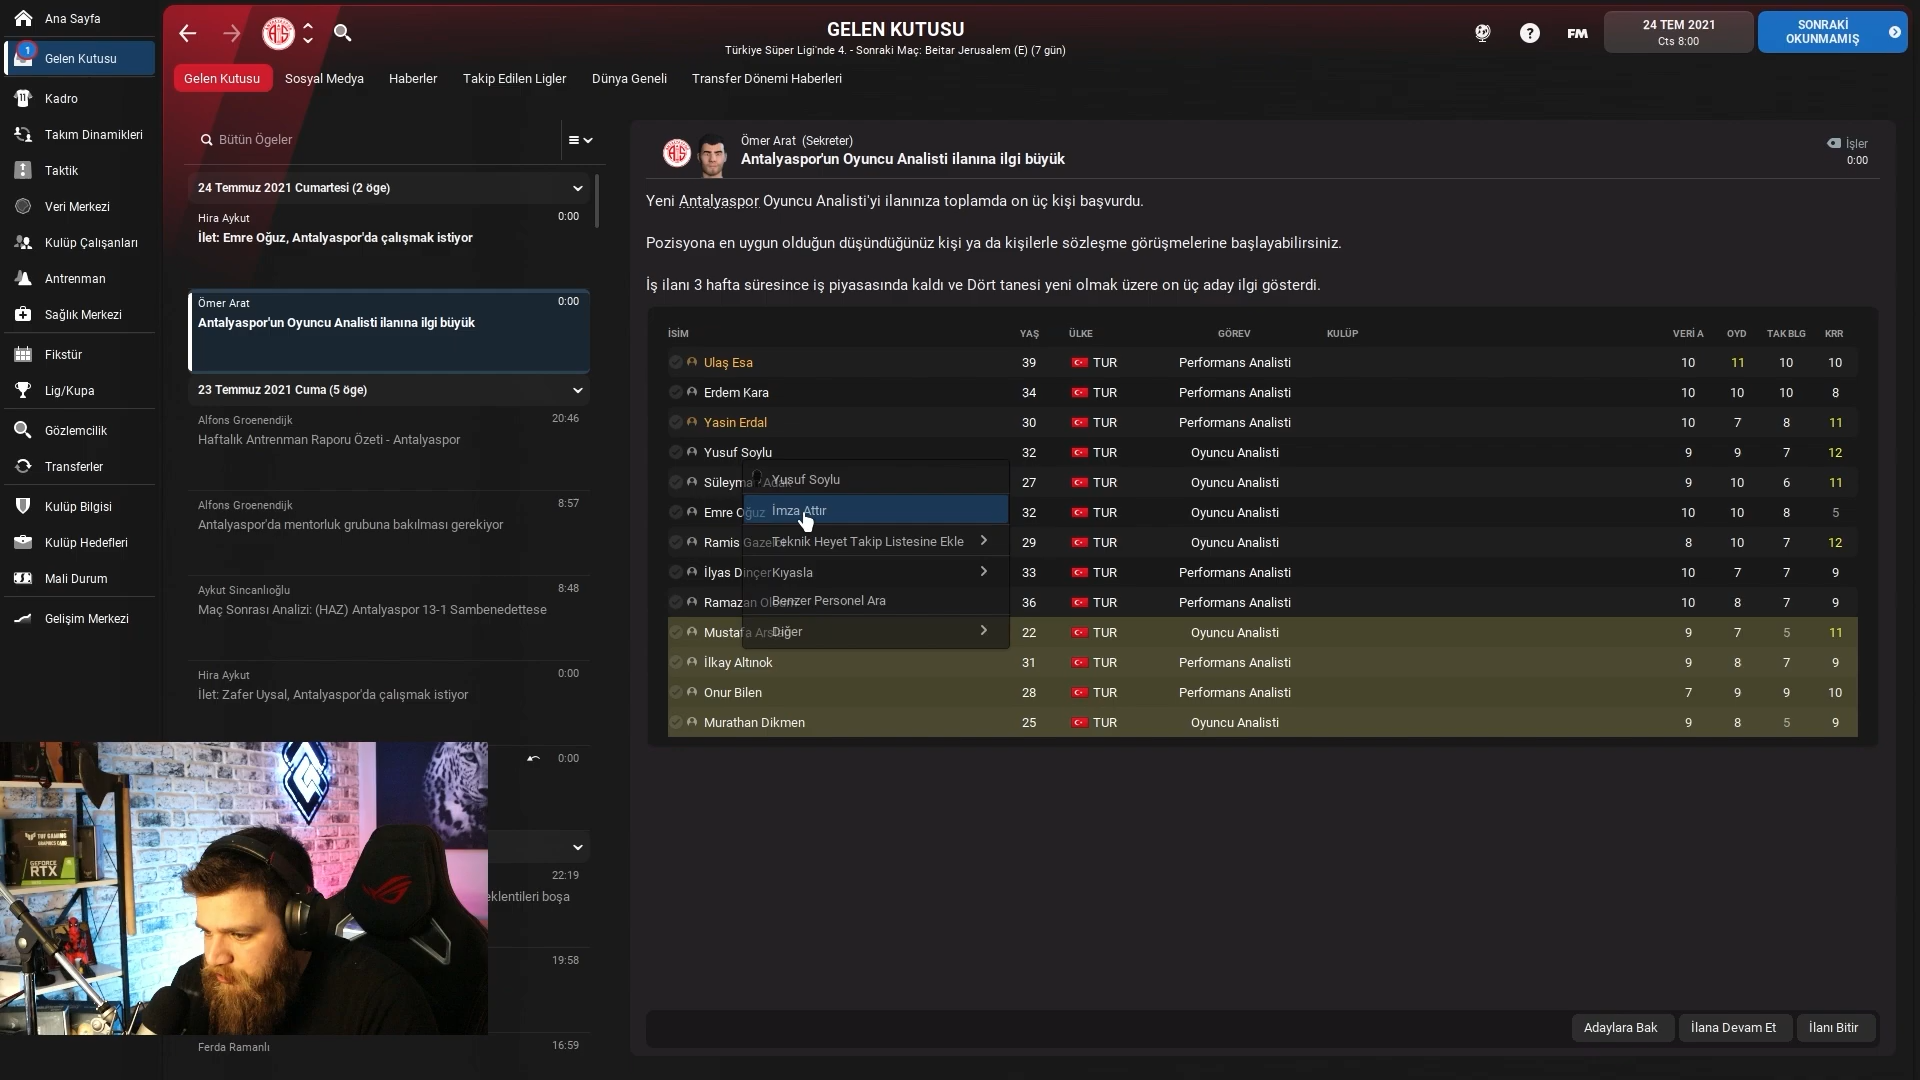 Ana Sayfa
1
Gelen Kutusu
Kadro
Takım Dinamikleri
Taktik
Veri Merkezi
Kulüp Çalışanları
Antrenman
Sağlık Merkezi
Fikstür
Lig/Kupa
Gözlemcilik
Transferler
Kulüp Bilgisi
Kulüp Hedefleri
Mali Durum
Gelişim Merkezi
GELEN KUTUSU
Türkiye Süper Ligi'nde 4. - Sonraki Maç: Beitar Jerusalem (E) (7 gün)
FM
24 TEM 2021
Cts 8:00
SONRAKİ
OKUNMAMIŞ
Gelen Kutusu Sosyal Medya Haberler Takip Edilen Ligler Dünya Geneli Transfer Dönemi Haberleri
Bütün Ögeler
24 Temmuz 2021 Cumartesi (2 öge)
Hira Aykut 0:00
İlet: Emre Oğuz, Antalyaspor'da çalışmak istiyor
Ömer Arat 0:00
Antalyaspor'un Oyuncu Analisti ilanına ilgi büyük
23 Temmuz 2021 Cuma (5 öge)
Alfons Groenendijk 20:46
Haftalık Antrenman Raporu Özeti - Antalyaspor
Alfons Groenendijk 8:57
Antalyaspor'da mentorluk grubuna bakılması gerekiyor
Aykut Sincanlıoğlu 8:48
Maç Sonrası Analizi: (HAZ) Antalyaspor 13-1 Sambenedettese
Hira Aykut 0:00
İlet: Zafer Uysal, Antalyaspor'da çalışmak istiyor
0:00
22:19
eklentileri boşa
19:58
Ferda Ramanlı 16:59
TUF GAMING
GEFORCE
RTX
Ömer Arat (Sekreter)
Antalyaspor'un Oyuncu Analisti ilanına ilgi büyük
İşler
0:00
Yeni Antalyaspor Oyuncu Analisti'yi ilanınıza toplamda on üç kişi başvurdu.
Pozisyona en uygun olduğun düşündüğünüz kişi ya da kişilerle sözleşme görüşmelerine başlayabilirsiniz.
İş ilanı 3 hafta süresince iş piyasasında kaldı ve Dört tanesi yeni olmak üzere on üç aday ilgi gösterdi.
İSİM YAŞ ÜLKE GÖREV KULÜP VERİ A OYD TAK BLG KRR
Ulaş Esa 39 TUR Performans Analisti 10 11 10 10
Erdem Kara 34 TUR Performans Analisti 10 10 10 8
Yasin Erdal 30 TUR Performans Analisti 10 7 8 11
Yusuf Soylu 32 TUR Oyuncu Analisti 9 9 7 12
Süleyman 27 TUR Oyuncu Analisti 9 10 6 11
Emre Oğuz 32 TUR Oyuncu Analisti 10 10 8 5
Ramis 29 TUR Oyuncu Analisti 8 10 7 12
İlyas Dinçer 33 TUR Performans Analisti 10 7 7 9
Ramazan 36 TUR Performans Analisti 10 8 7 9
Mustafa 22 TUR Oyuncu Analisti 9 7 5 11
İlkay Altınok 31 TUR Performans Analisti 9 8 7 9
Onur Bilen 28 TUR Performans Analisti 7 9 9 10
Murathan Dikmen 25 TUR Oyuncu Analisti 9 8 5 9
Yusuf Soylu
İmza Attır
Teknik Heyet Takip Listesine Ekle
Kıyasla
Benzer Personel Ara
Diğer
Adaylara Bak İlana Devam Et İlanı Bitir